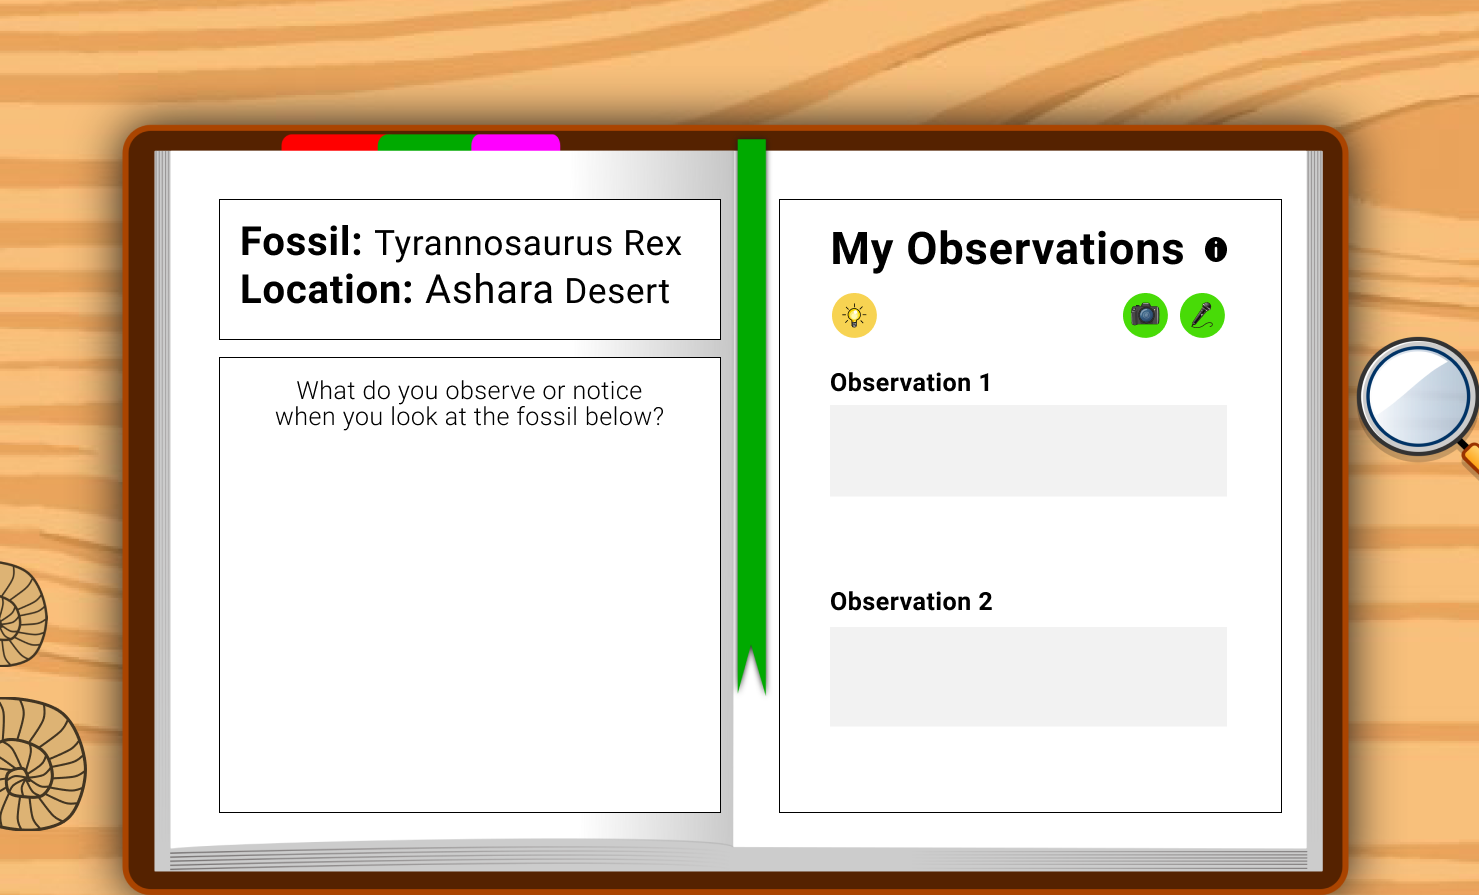 Fossil: Tyrannosaurus Rex
Location: Ashara Desert
What do you observe or notice
when you look at the fossil below?
My Observations i
Observation 1
Observation 2